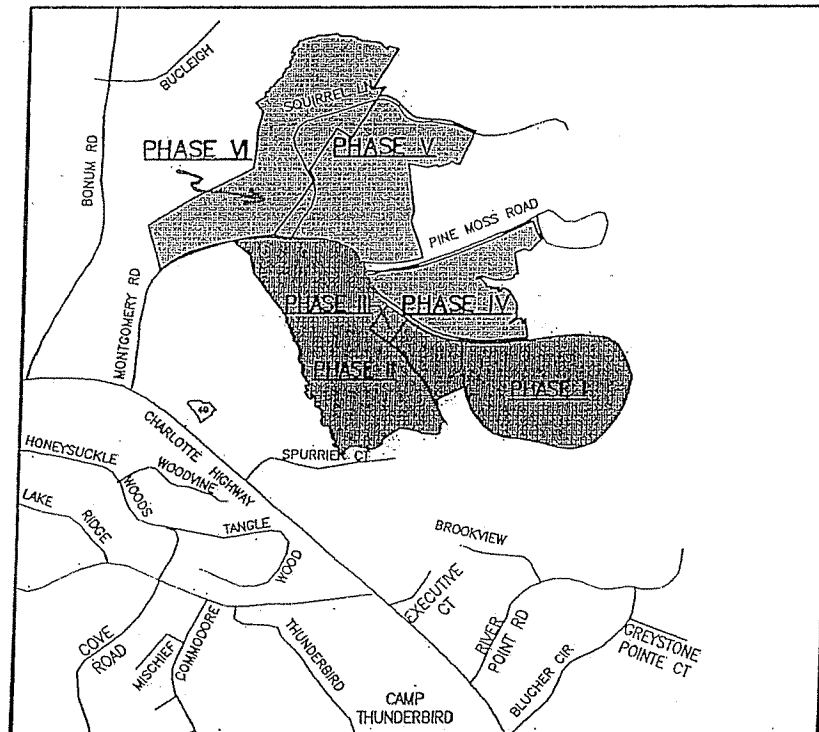 BUCLEIGH
SQUIRREL LN
PHASE VI
PHASE V
BONUM RD
PINE MOSS ROAD
MONTGOMERY RD
PHASE III
PHASE IV
PHASE II
PHASE I
49
CHARLOTTE HIGHWAY
HONEYSUCKLE
WOODS
WOODVINE
SPURRIER CT
LAKE
RIDGE
TANGLE
WOOD
BROOKVIEW
EXECUTIVE
CT
RIVER
POINT RD
GREYSTONE
POINTE CT
COVE
ROAD
MISCHIEF
COMMODORE
THUNDERBIRD
BLUCHER CIR
CAMP
THUNDERBIRD